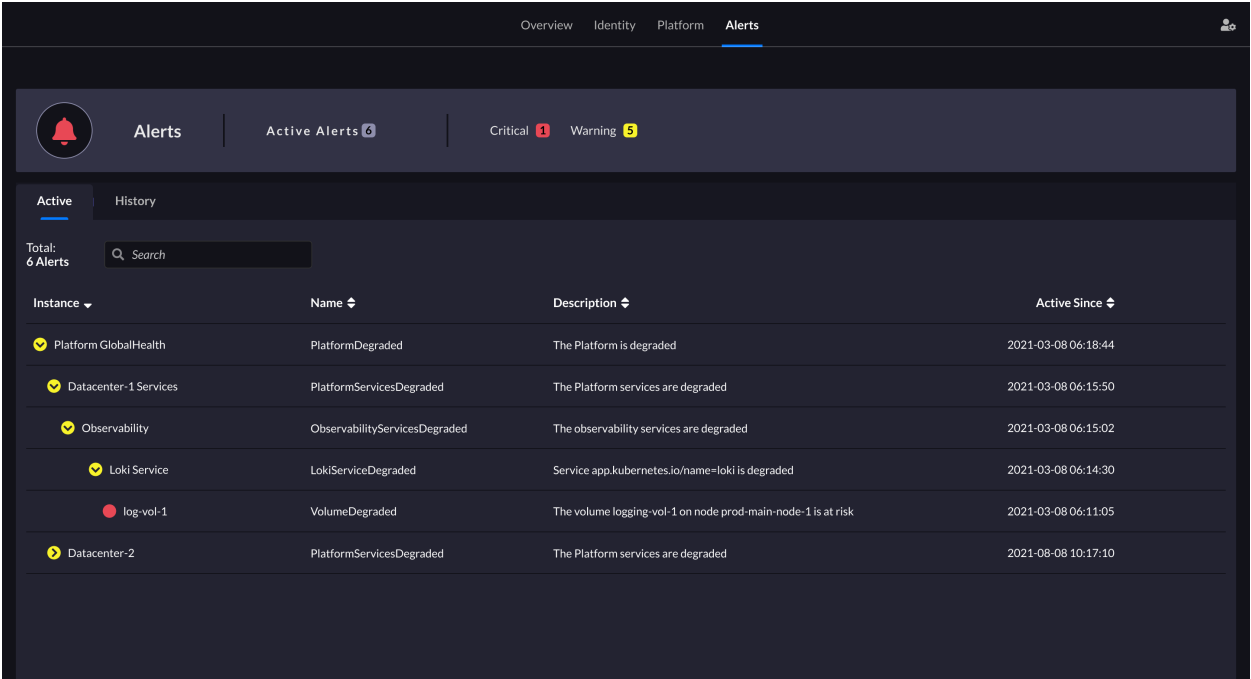 Overview Identity Platform Alerts
Alerts Active Alerts 6 Critical 1 Warning 5
Active History
Total:
6 Alerts
Search
Instance Name Description Active Since
Platform GlobalHealth PlatformDegraded The Platform is degraded 2021-03-08 06:18:44
Datacenter-1 Services PlatformServicesDegraded The Platform services are degraded 2021-03-08 06:15:50
Observability ObservabilityServicesDegraded The observability services are degraded 2021-03-08 06:15:02
Loki Service LokiServiceDegraded Service app.kubernetes.io/name=loki is degraded 2021-03-08 06:14:30
log-vol-1 VolumeDegraded The volume logging-vol-1 on node prod-main-node-1 is at risk 2021-03-08 06:11:05
Datacenter-2 PlatformServicesDegraded The Platform services are degraded 2021-08-08 10:17:10